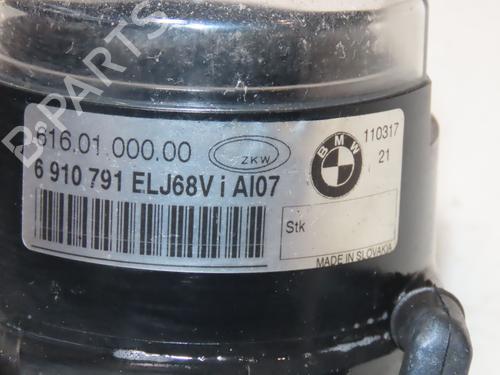 B-PARTS
616.01 000.00
ZKW
BMW
110317
21
6 910 791 ELJ68V i AI07
Stk
MADE IN SLOVAKIA